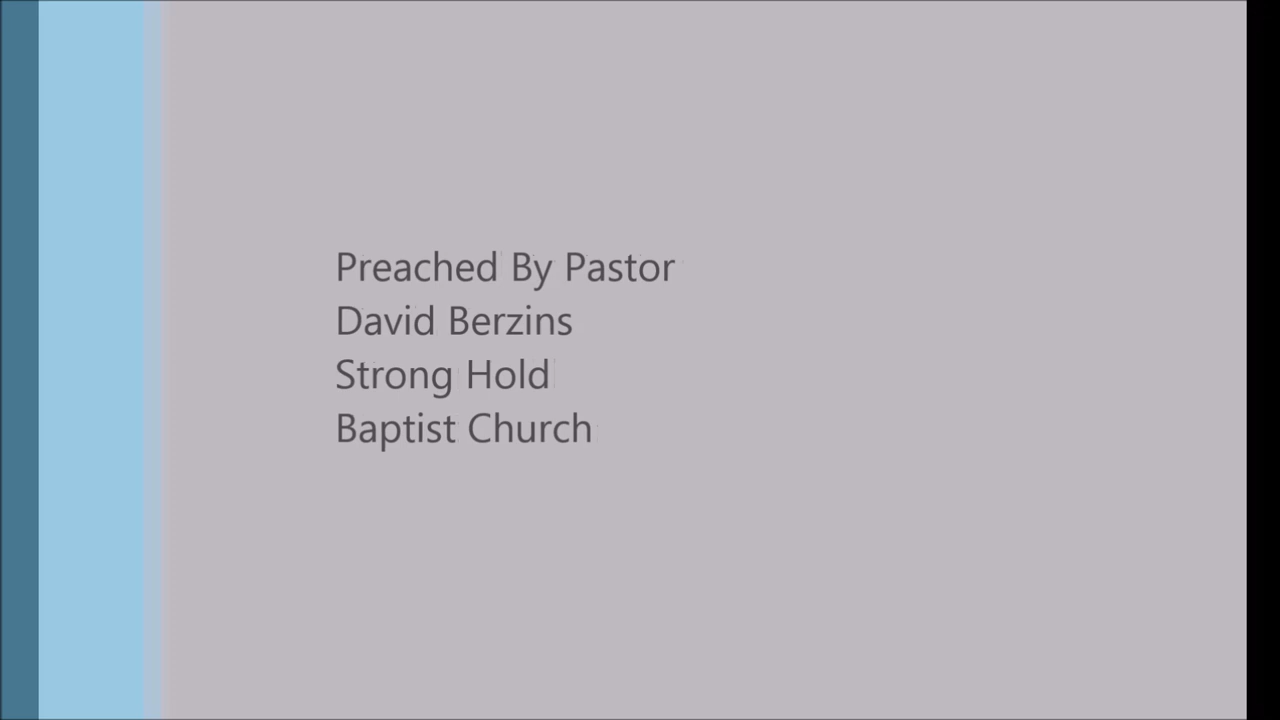 Preached By Pastor
David Berzins
Strong Hold
Baptist Church